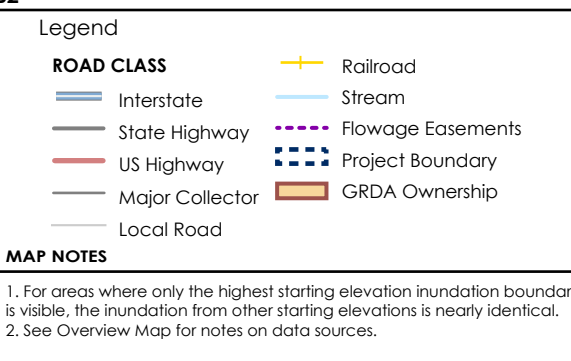 Legend
ROAD CLASS
Interstate
State Highway
US Highway
Major Collector
Local Road
Railroad
Stream
Flowage Easements
Project Boundary
GRDA Ownership
MAP NOTES
1. For areas where only the highest starting elevation inundation
is visible, the inundation from other starting elevations is nearly identical.
2. See Overview Map for notes on data sources.